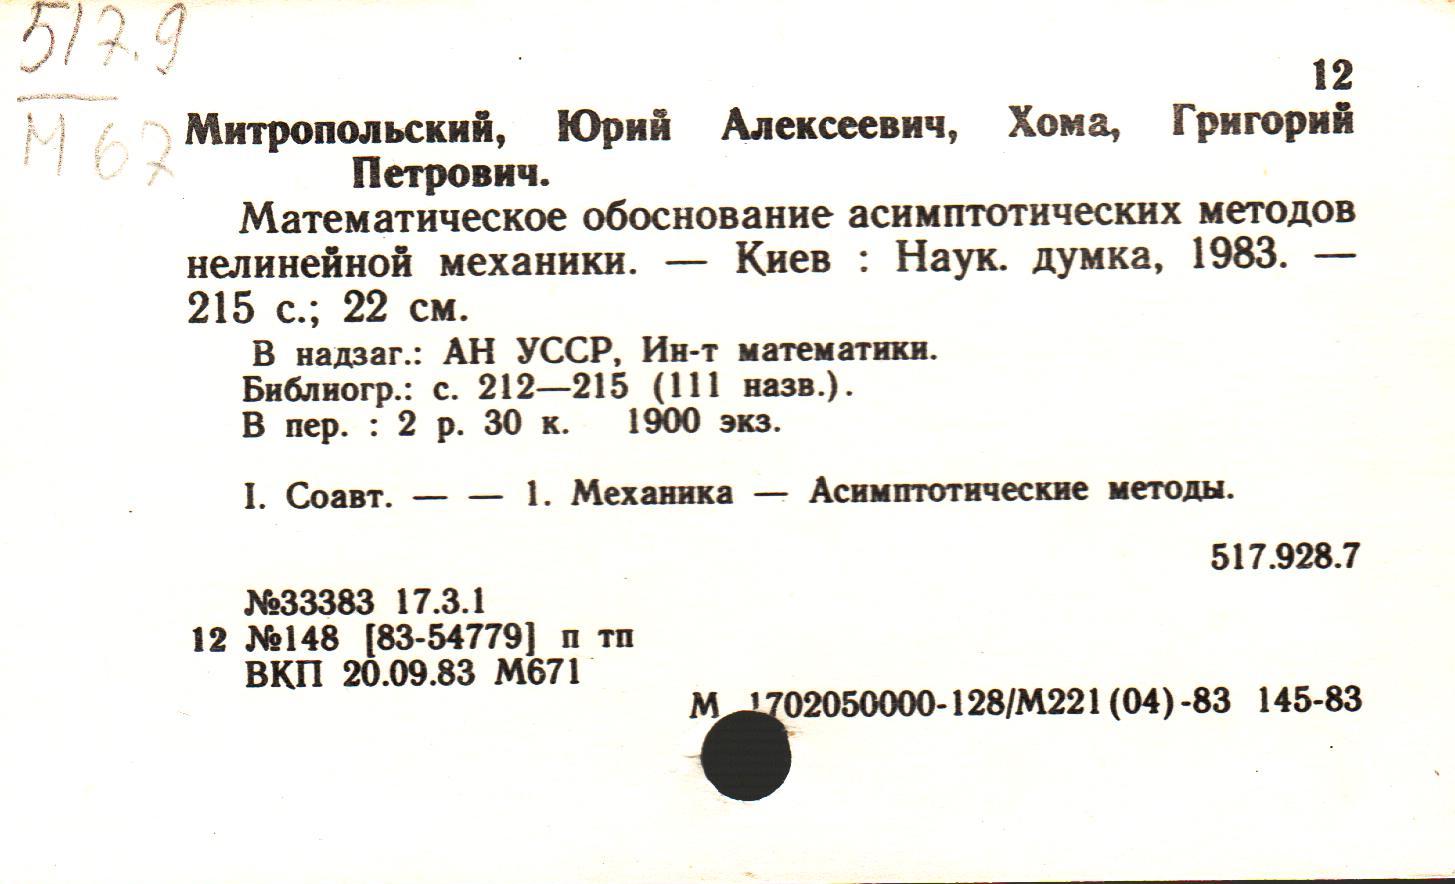 517.9
М 67
12
Митропольский, Юрий Алексеевич, Хома, Григорий
Петрович.
Математическое обоснование асимптотических методов
нелинейной механики. — Киев : Наук. думка, 1983. —
215 с.; 22 см.
В надзаг.: АН УССР, Ин-т математики.
Библиогр.: с. 212—215 (111 назв.).
В пер. : 2 р. 30 к. 1900 экз.
I. Соавт. — — 1. Механика — Асимптотические методы.
517.928.7
№33383 17.3.1
12 №148 [83-54779] п тп
ВКП 20.09.83 М671
М 1702050000-128/М221(04)-83 145-83